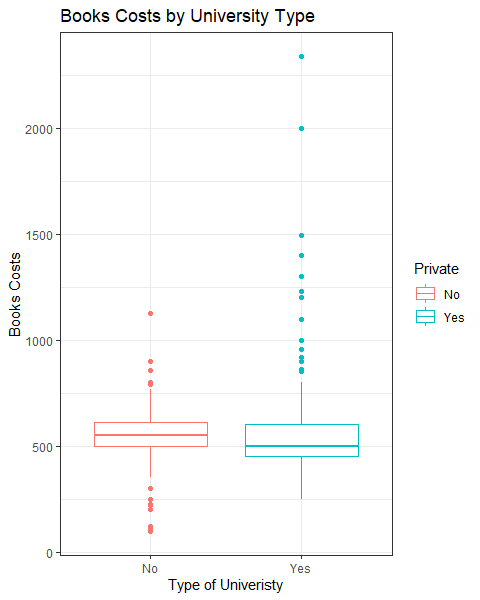 Books Costs by University Type
2000
1500
1000
500
0
Books Costs
No
Yes
Type of Univeristy
Private
No
Yes